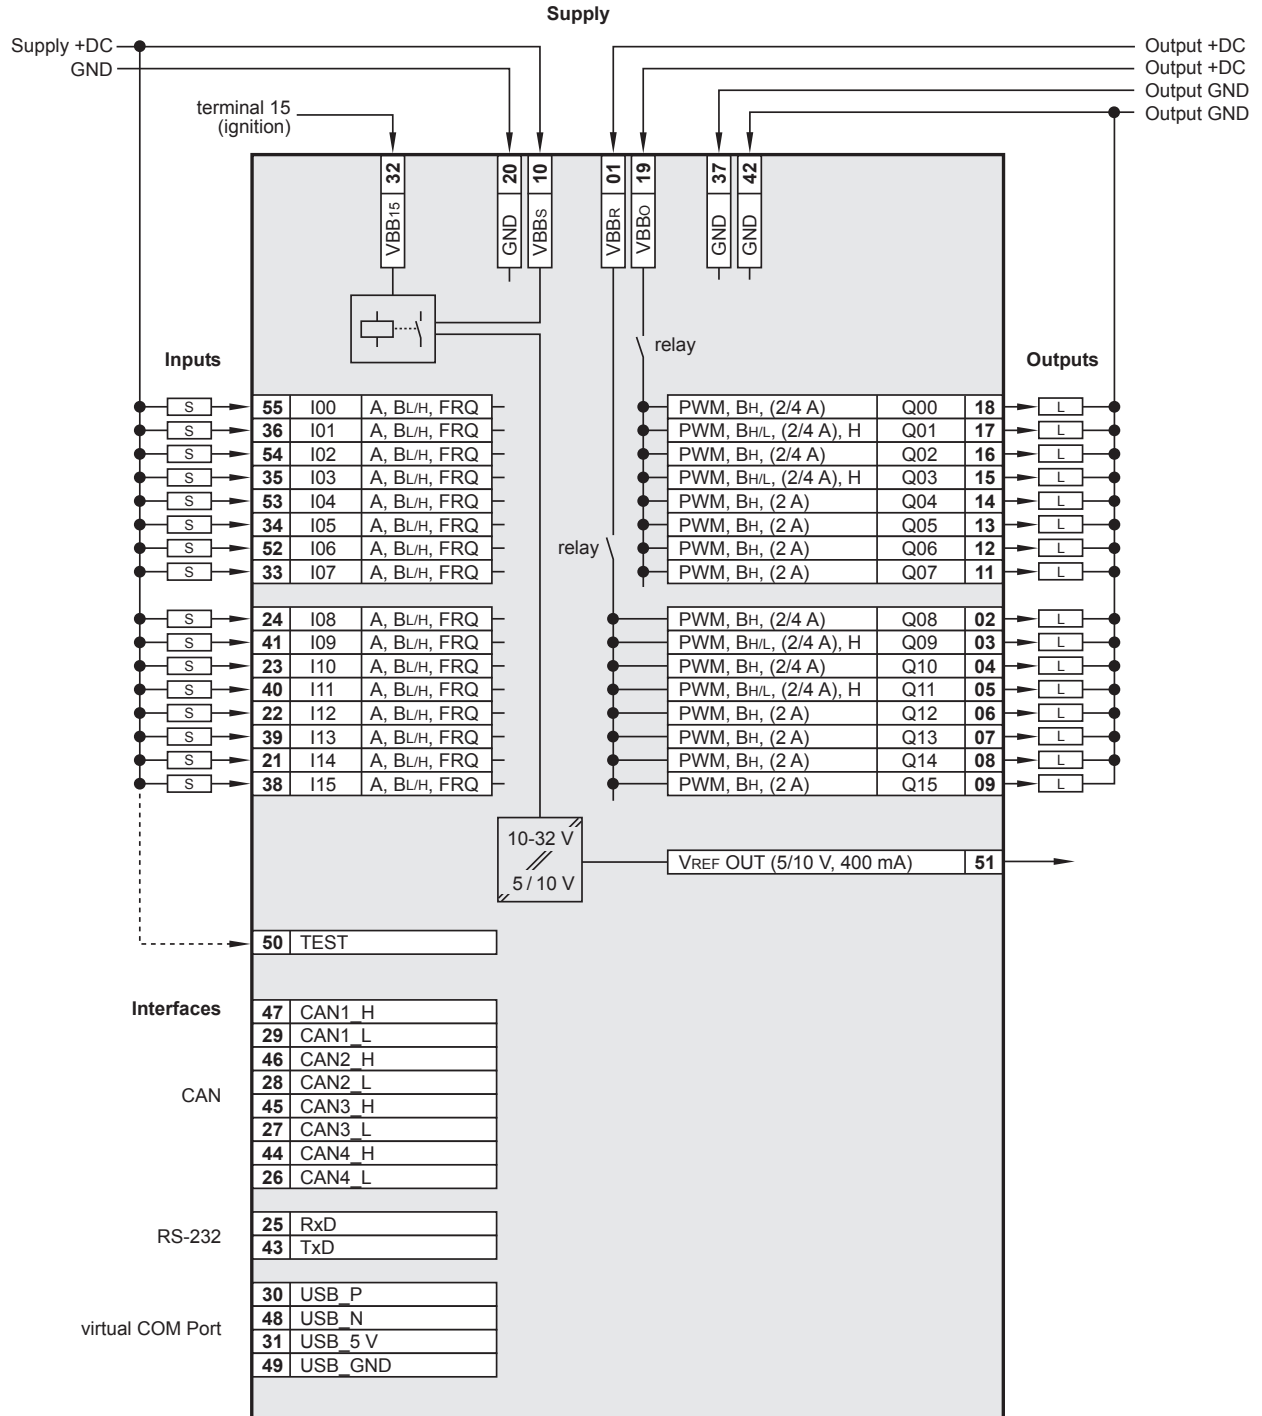 Supply
Supply +DC
Output +DC
GND
Output +DC
Output GND
terminal 15
(ignition)
Output GND
32
20
10
01
19
37
42
VBB15
GND
VBBS
VBBR
VBBO
GND
GND
relay
Inputs
Outputs
S 55 I00 A, BL/H, FRQ
PWM, BH, (2/4 A) Q00 18 L
S 36 I01 A, BL/H, FRQ
PWM, BH/L, (2/4 A), H Q01 17 L
S 54 I02 A, BL/H, FRQ
PWM, BH, (2/4 A) Q02 16 L
S 35 I03 A, BL/H, FRQ
PWM, BH/L, (2/4 A), H Q03 15 L
S 53 I04 A, BL/H, FRQ
PWM, BH, (2 A) Q04 14 L
S 34 I05 A, BL/H, FRQ
PWM, BH, (2 A) Q05 13 L
S 52 I06 A, BL/H, FRQ
relay
PWM, BH, (2 A) Q06 12 L
S 33 I07 A, BL/H, FRQ
PWM, BH, (2 A) Q07 11 L
S 24 I08 A, BL/H, FRQ
PWM, BH, (2/4 A) Q08 02 L
S 41 I09 A, BL/H, FRQ
PWM, BH/L, (2/4 A), H Q09 03 L
S 23 I10 A, BL/H, FRQ
PWM, BH, (2/4 A) Q10 04 L
S 40 I11 A, BL/H, FRQ
PWM, BH/L, (2/4 A), H Q11 05 L
S 22 I12 A, BL/H, FRQ
PWM, BH, (2 A) Q12 06 L
S 39 I13 A, BL/H, FRQ
PWM, BH, (2 A) Q13 07 L
S 21 I14 A, BL/H, FRQ
PWM, BH, (2 A) Q14 08 L
S 38 I15 A, BL/H, FRQ
PWM, BH, (2 A) Q15 09 L
10-32 V
5 / 10 V
VREF OUT (5/10 V, 400 mA) 51
50 TEST
Interfaces
47 CAN1_H
29 CAN1_L
46 CAN2_H
28 CAN2_L
CAN
45 CAN3_H
27 CAN3_L
44 CAN4_H
26 CAN4_L
RS-232
25 RxD
43 TxD
virtual COM Port
30 USB_P
48 USB_N
31 USB_5 V
49 USB_GND